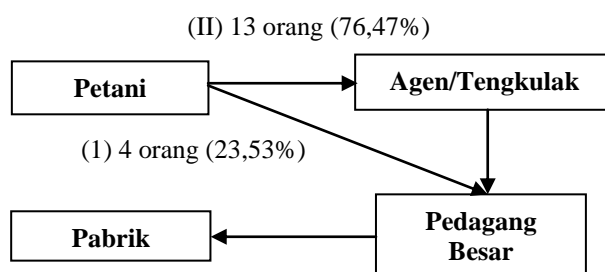 (II) 13 orang (76,47%)
Petani
Agen/Tengkulak
(1) 4 orang (23,53%)
Pabrik
Pedagang
Besar